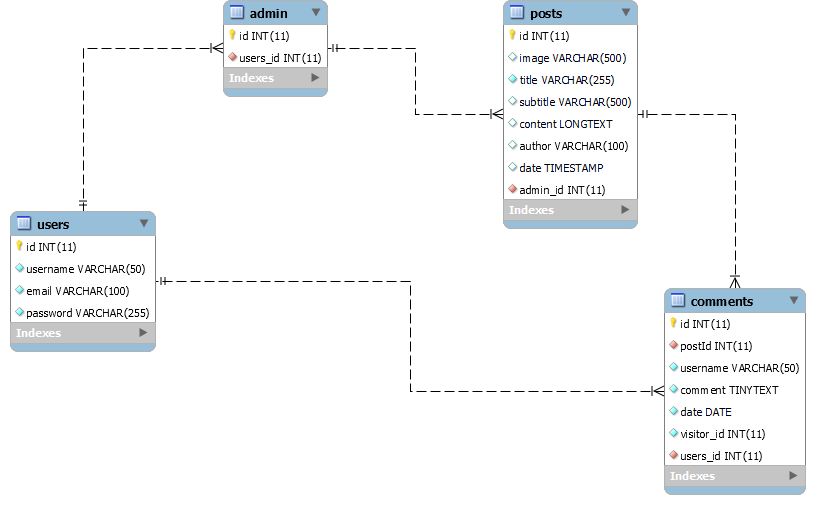 admin
id INT(11)
users_id INT(11)
Indexes
posts
id INT(11)
image VARCHAR(500)
title VARCHAR(255)
subtitle VARCHAR(500)
content LONGTEXT
author VARCHAR(100)
date TIMESTAMP
admin_id INT(11)
Indexes
users
id INT(11)
username VARCHAR(50)
email VARCHAR(100)
password VARCHAR(255)
Indexes
comments
id INT(11)
postId INT(11)
username VARCHAR(50)
comment TINYTEXT
date DATE
visitor_id INT(11)
users_id INT(11)
Indexes